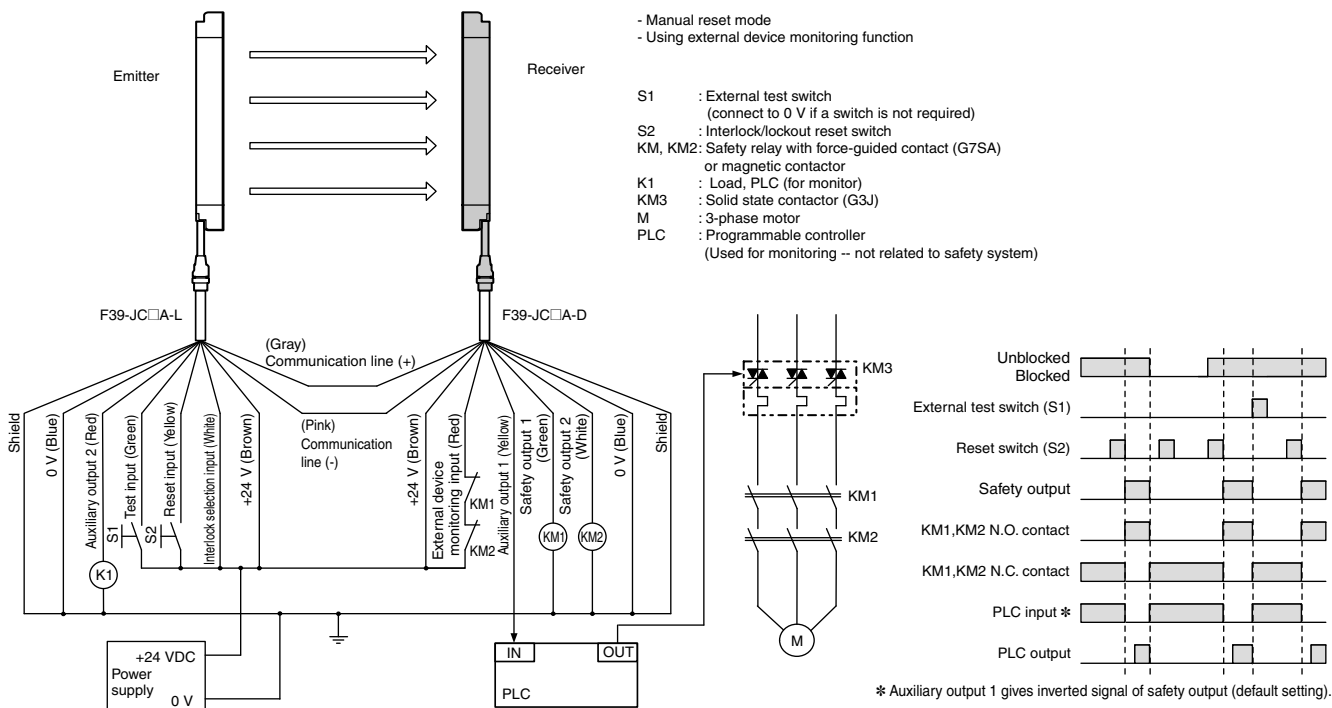 Emitter
Receiver
- Manual reset mode
- Using external device monitoring function
S1 : External test switch
(connect to 0 V if a switch is not required)
S2 : Interlock/lockout reset switch
KM, KM2: Safety relay with force-guided contact (G7SA)
or magnetic contactor
K1 : Load, PLC (for monitor)
KM3 : Solid state contactor (G3J)
M : 3-phase motor
PLC : Programmable controller
(Used for monitoring -- not related to safety system)
F39-JC□A-L
F39-JC□A-D
(Gray)
Communication line (+)
(Pink)
Communication
line (-)
Shield
0 V (Blue)
Auxiliary output 2 (Red)
Test input (Green)
Reset input (Yellow)
Interlock selection input (White)
+24 V (Brown)
S1
S2
K1
+24 V (Brown)
External device
monitoring input (Red)
KM1
KM2
Auxiliary output 1 (Yellow)
Safety output 1
(Green)
Safety output 2
(White)
0 V (Blue)
Shield
KM1
KM2
+24 VDC
Power
supply
0 V
IN
OUT
PLC
KM3
KM1
KM2
M
Unblocked
Blocked
External test switch (S1)
Reset switch (S2)
Safety output
KM1,KM2 N.O. contact
KM1,KM2 N.C. contact
PLC input ✻
PLC output
✻ Auxiliary output 1 gives inverted signal of safety output (default setting).